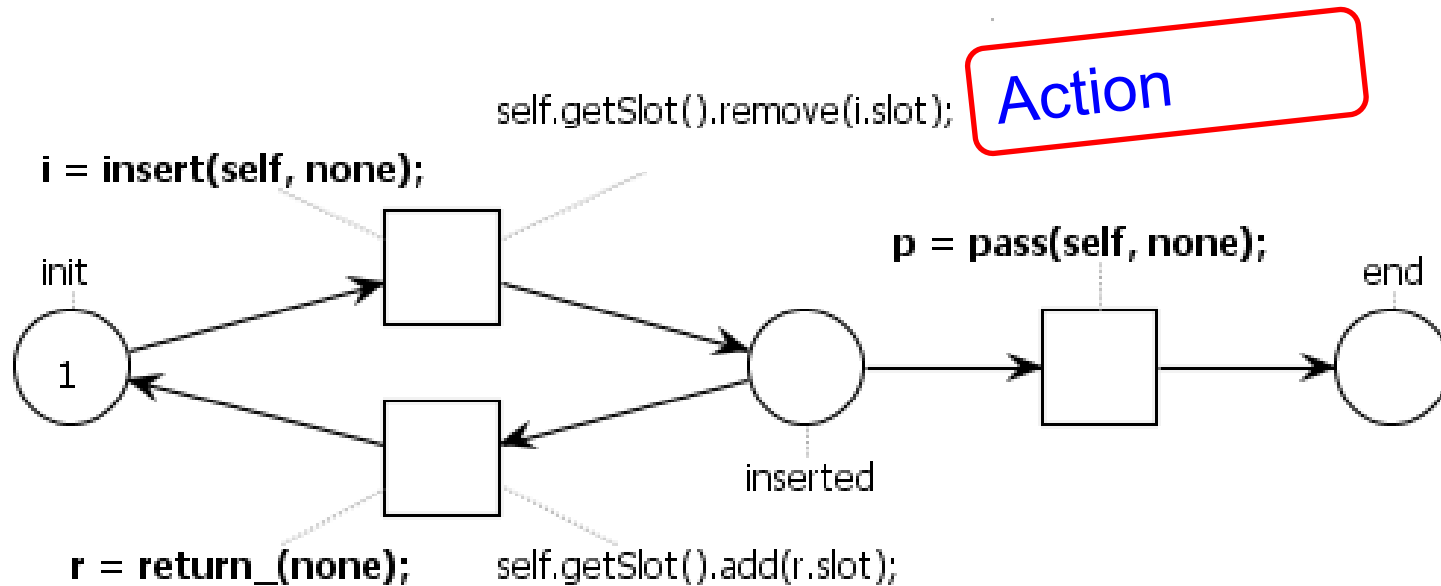 Action
self.getSlot().remove(i.slot);
i = insert(self, none);
p = pass(self, none);
init
end
1
inserted
r = return_(none);
self.getSlot().add(r.slot);